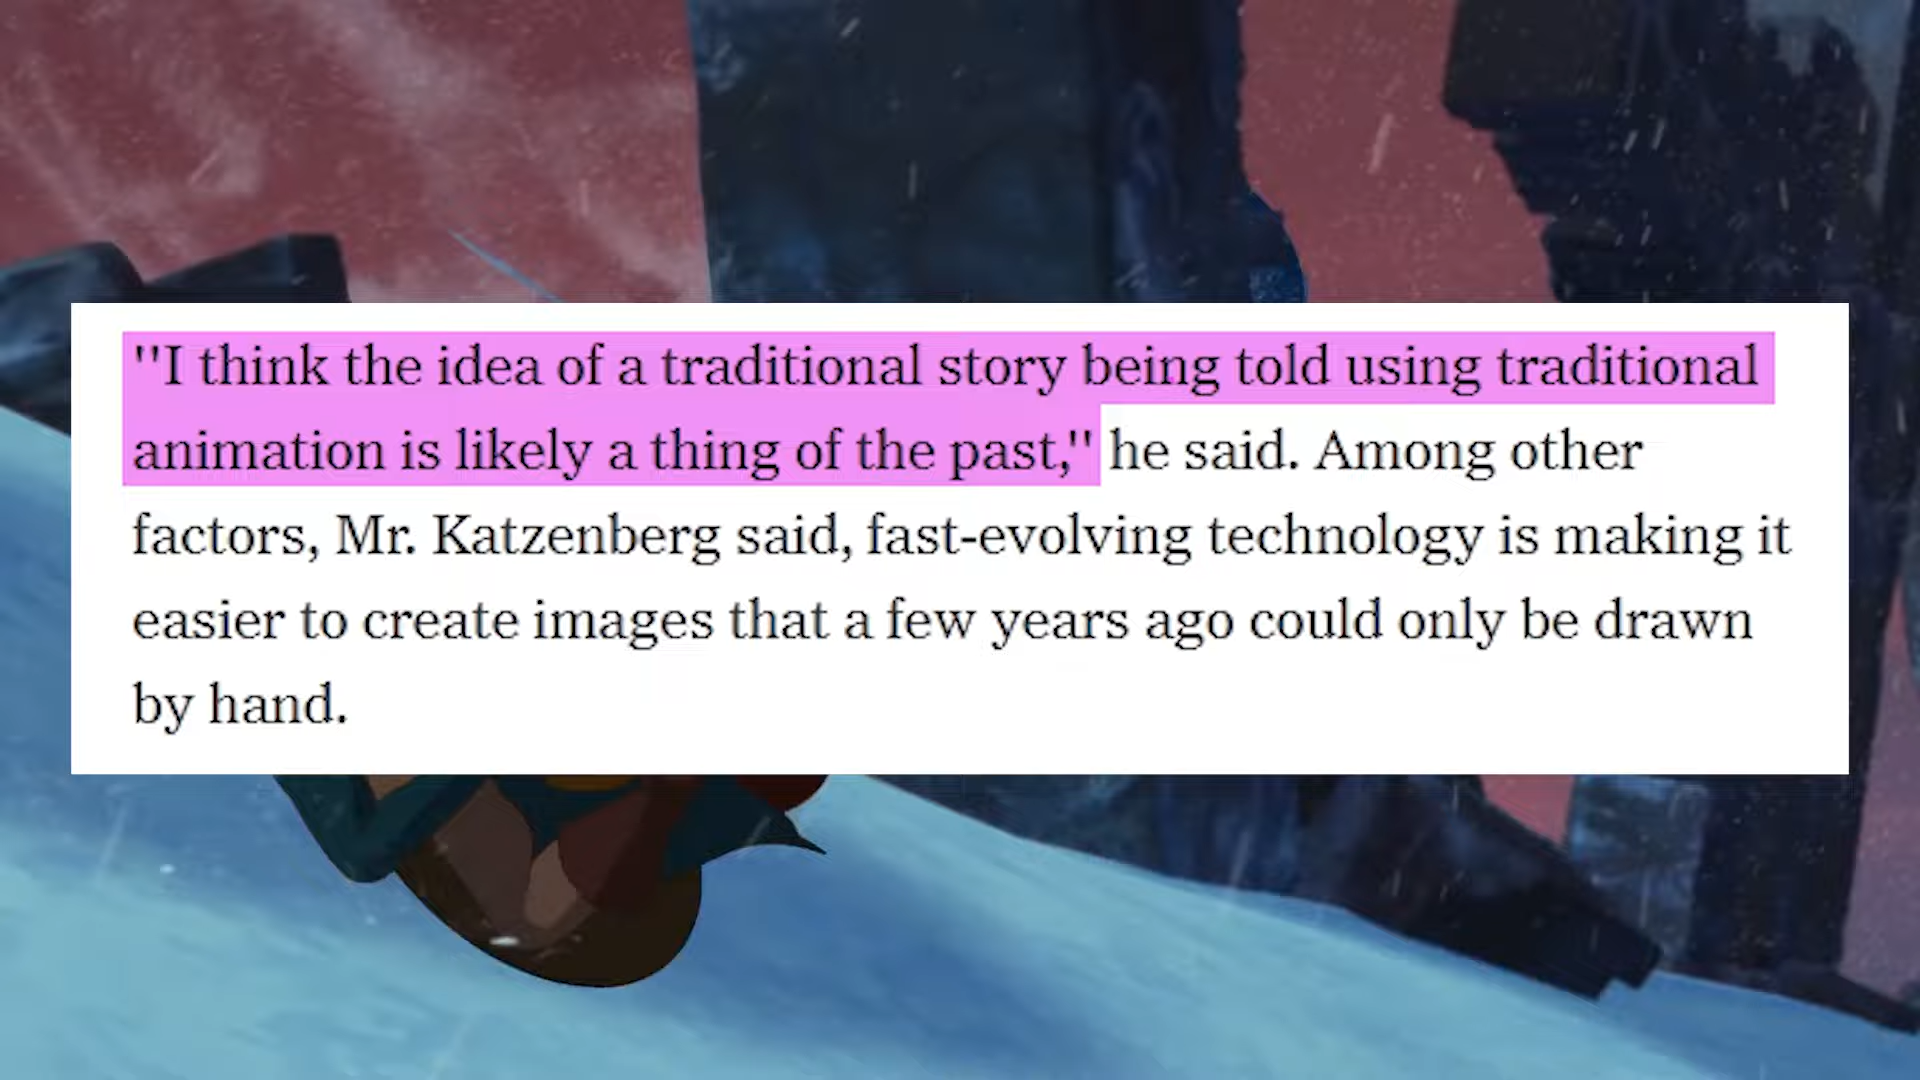 ''I think the idea of a traditional story being told using traditional
animation is likely a thing of the past,'' he said. Among other
factors, Mr. Katzenberg said, fast-evolving technology is making it
easier to create images that a few years ago could only be drawn
by hand.